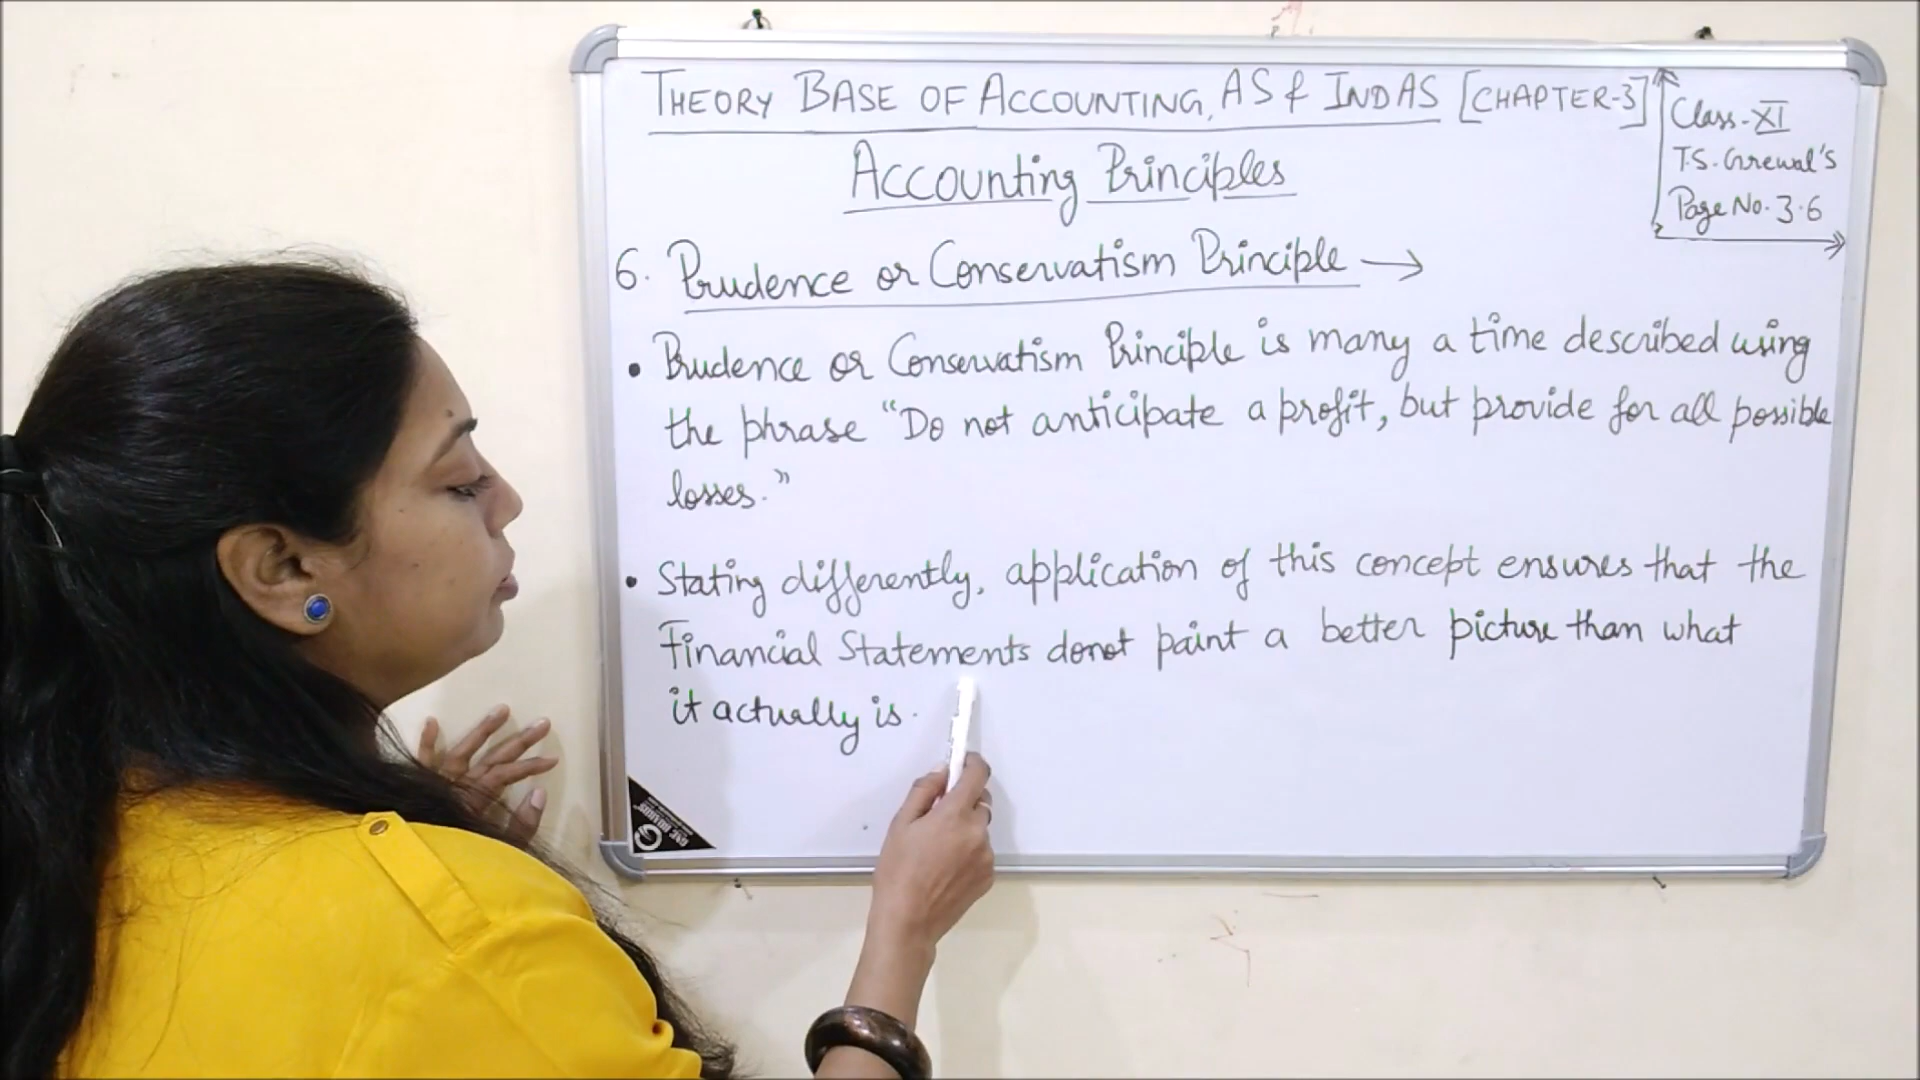 THEORY BASE OF ACCOUNTING, AS & IND AS [CHAPTER-3]
Class-XI
T.S. Grewal's
Page No. 3.6
Accounting Principles
6. Prudence or Conservatism Principle →
• Prudence or Conservatism Principle is many a time described using
the phrase “Do not anticipate a profit, but provide for all possible
losses.”
• Stating differently, application of this concept ensures that the
Financial Statements donot paint a better picture than what
it actually is.